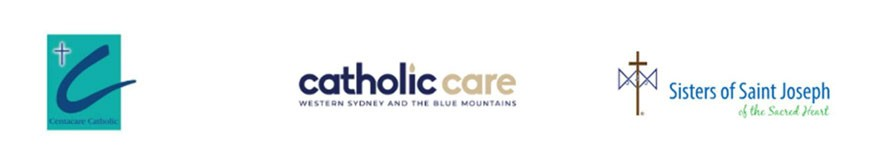 Centacare Catholic
catholic care
WESTERN SYDNEY AND THE BLUE MOUNTAINS
Sisters of Saint Joseph
of the Sacred Heart